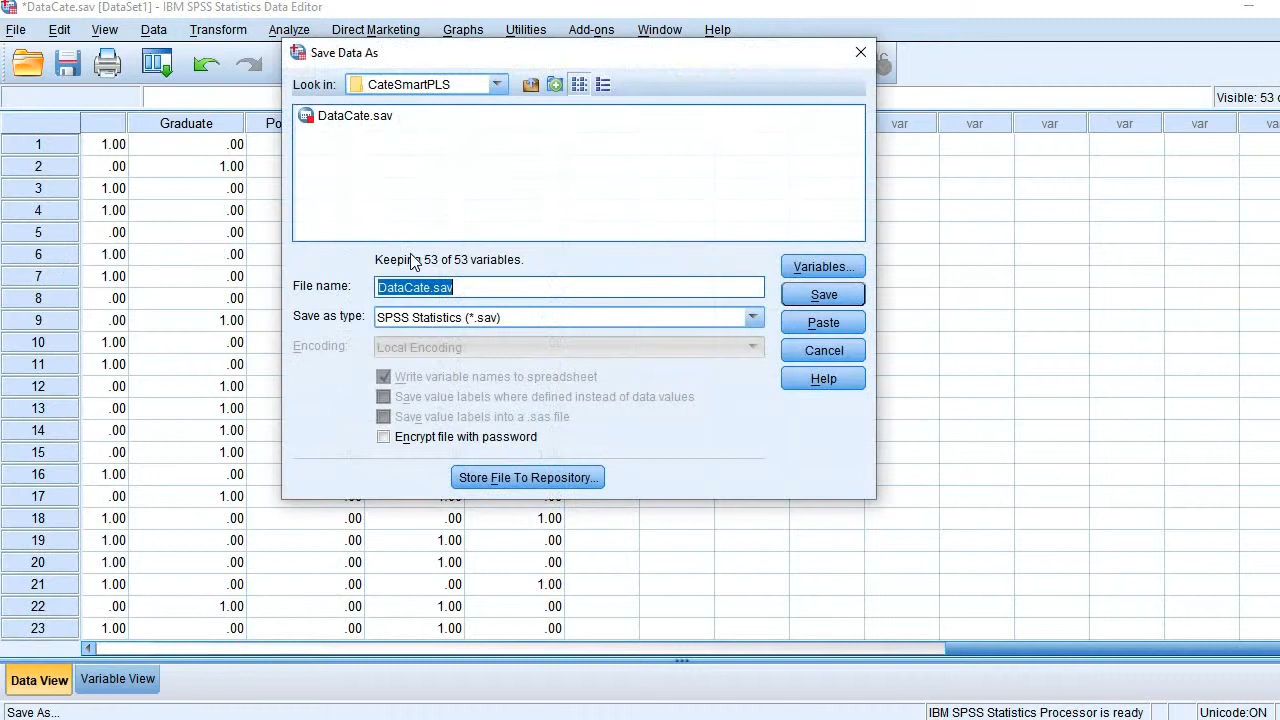 *DataCate.sav [DataSet1] - IBM SPSS Statistics Data Editor
File Edit View Data Transform Analyze Direct Marketing Graphs Utilities Add-ons Window Help
Save Data As
Look in: CateSmartPLS
DataCate.sav
Keeping 53 of 53 variables.
File name: DataCate.sav
Save as type: SPSS Statistics (*.sav)
Encoding: Local Encoding
Write variable names to spreadsheet
Save value labels where defined instead of data values
Save value labels into a .sas file
Encrypt file with password
Store File To Repository...
Variables...
Save
Paste
Cancel
Help
Visible: 53
Graduate var var var var var
1 1.00 .00
2 .00 1.00
3 1.00 .00
4 1.00 .00
5 .00 .00
6 1.00 .00
7 .00 1.00
8 .00 .00
9 .00 1.00
10 1.00 .00
11 1.00 .00
12 .00 1.00
13 1.00 .00
14 1.00 .00
15 .00 1.00
16 1.00 .00
17 .00 1.00 .00 1.00 .00
18 1.00 .00 .00 .00 1.00
19 1.00 .00 .00 1.00 .00
20 1.00 .00 .00 1.00 .00
21 1.00 .00 .00 .00 1.00
22 .00 1.00 .00 1.00 .00
23 1.00 .00 .00 1.00 .00
Data View Variable View
Save As... IBM SPSS Statistics Processor is ready Unicode:ON